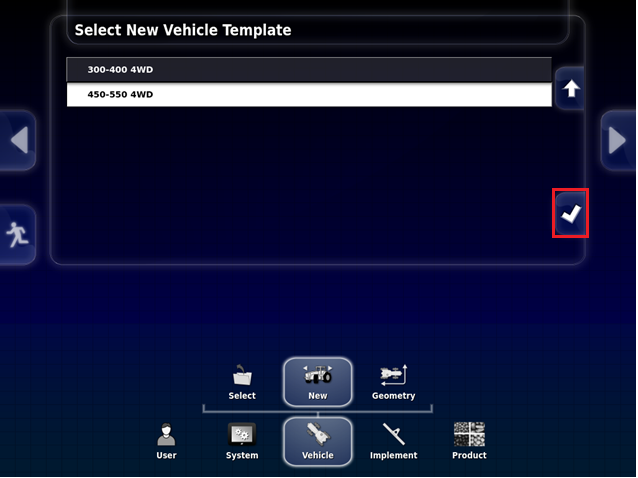 Select New Vehicle Template
300-400 4WD
450-550 4WD
Select
New
Geometry
User
System
Vehicle
Implement
Product